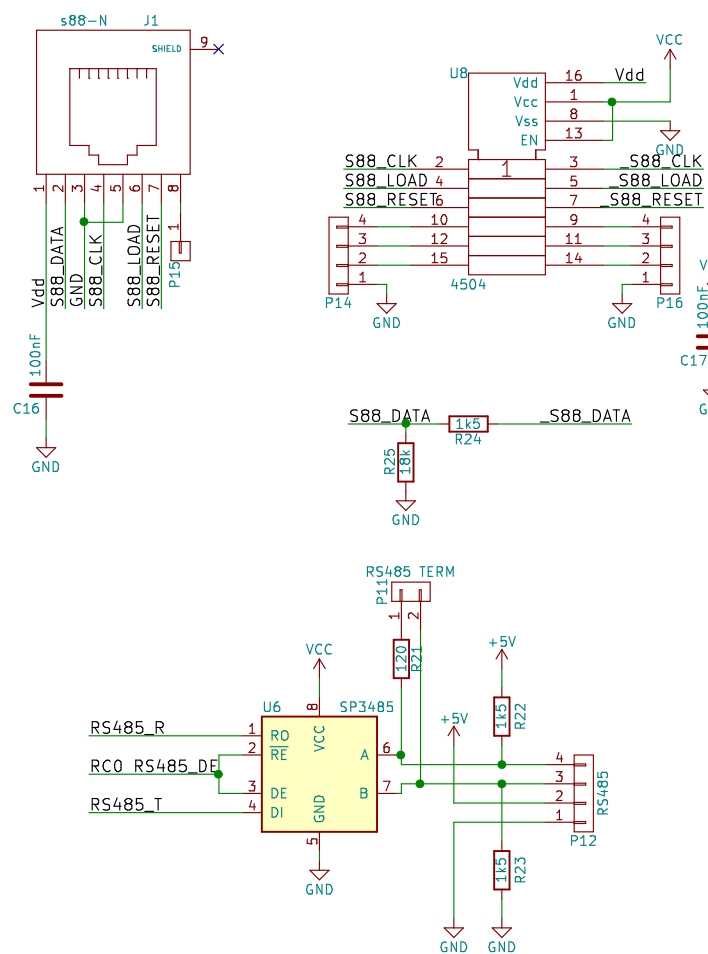 s88-N J1
SHIELD 9
1 2 3 4 5 6 7 8
Vdd
S88_DATA
GND
S88_CLK
S88_LOAD
S88_RESET
1
P15
100nF
C16
GND
U8
VCC
Vdd 16 Vdd
Vcc 1
Vss 8
EN 13
GND
S88_CLK 2 1 3 _S88_CLK
S88_LOAD 4 5 _S88_LOAD
S88_RESET 6 7 _S88_RESET
4 10 9 4
3 12 11 3
2 15 14 2
1 1
P14 4504 P16
GND GND
V
100nF
C17
G
S88_DATA 1k5 _S88_DATA
R24
R25 18k
GND
RS485 TERM
P11
1 2
120 R21
+5V
1k5 R22
+5V
VCC
8
U6 SP3485
RS485_R 1 RO VCC A 6
2 RE
RC0 RS485_DE
3 DE B 7
RS485_T 4 DI GND
5
GND
4
3
2
1
RS485
P12
1k5 R23
GND GND